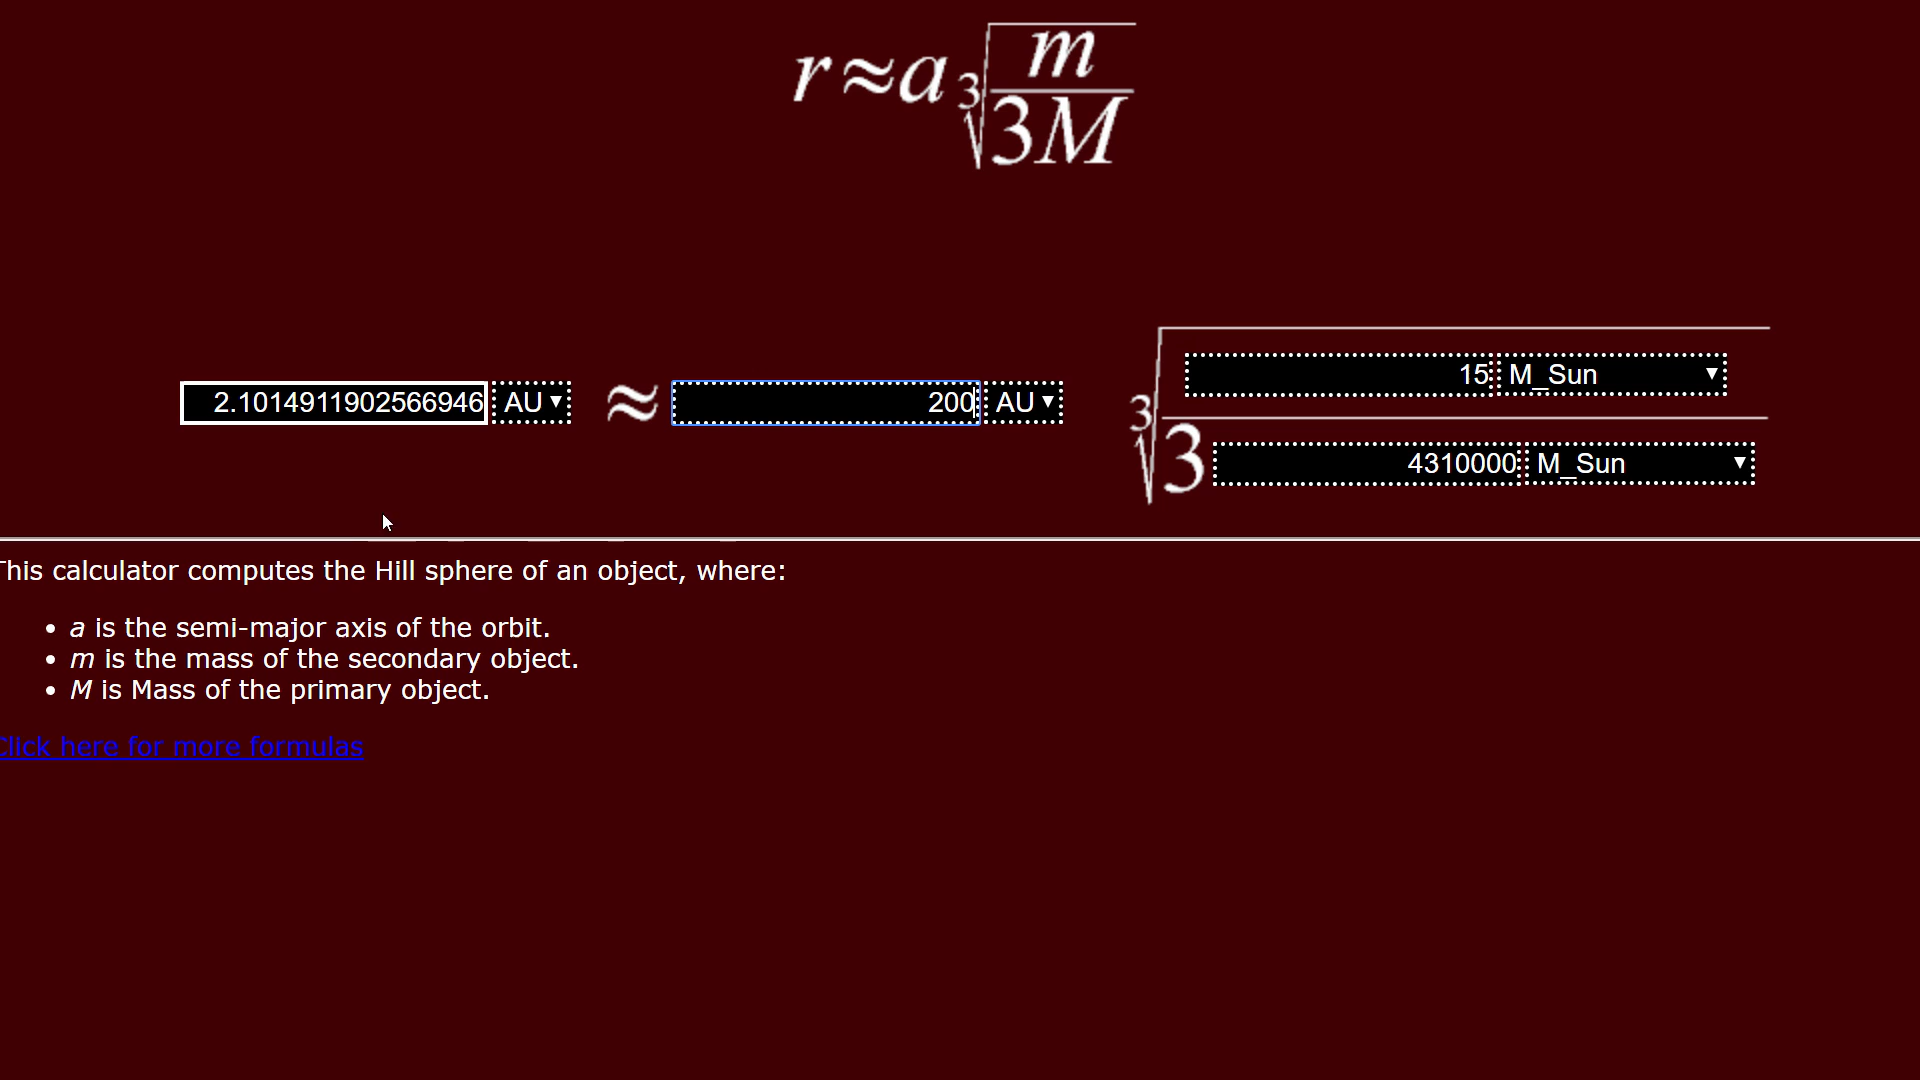 r≈a∛m/3M
2.1014911902566946 AU ≈ 200 AU ∛ 15 M_Sun
3 4310000 M_Sun
This calculator computes the Hill sphere of an object, where:
• a is the semi-major axis of the orbit.
• m is the mass of the secondary object.
• M is Mass of the primary object.
Click here for more formulas